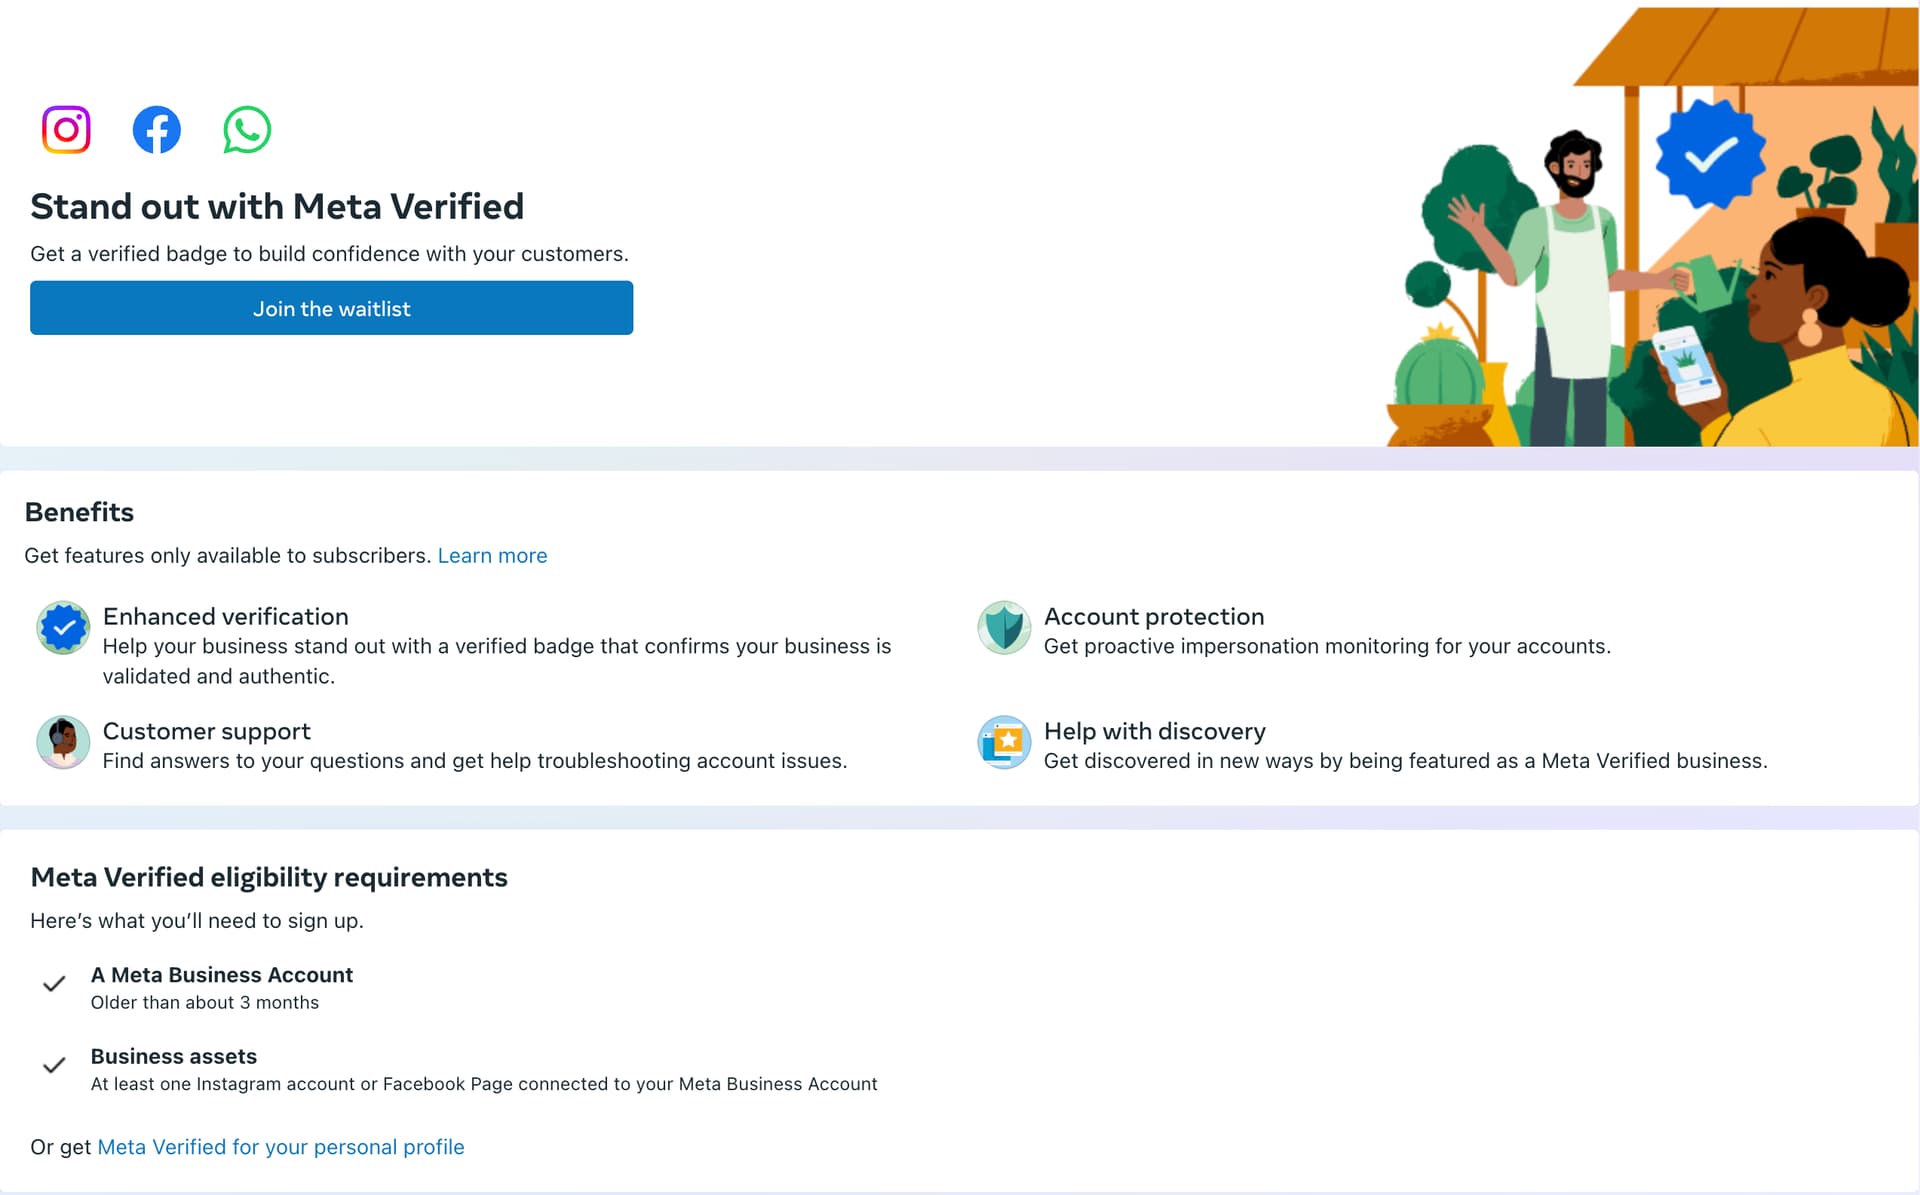 Stand out with Meta Verified
Get a verified badge to build confidence with your customers.
Join the waitlist
Benefits
Get features only available to subscribers. Learn more
Enhanced verification
Help your business stand out with a verified badge that confirms your business is
validated and authentic.
Account protection
Get proactive impersonation monitoring for your accounts.
Customer support
Find answers to your questions and get help troubleshooting account issues.
Help with discovery
Get discovered in new ways by being featured as a Meta Verified business.
Meta Verified eligibility requirements
Here’s what you’ll need to sign up.
A Meta Business Account
Older than about 3 months
Business assets
At least one Instagram account or Facebook Page connected to your Meta Business Account
Or get Meta Verified for your personal profile